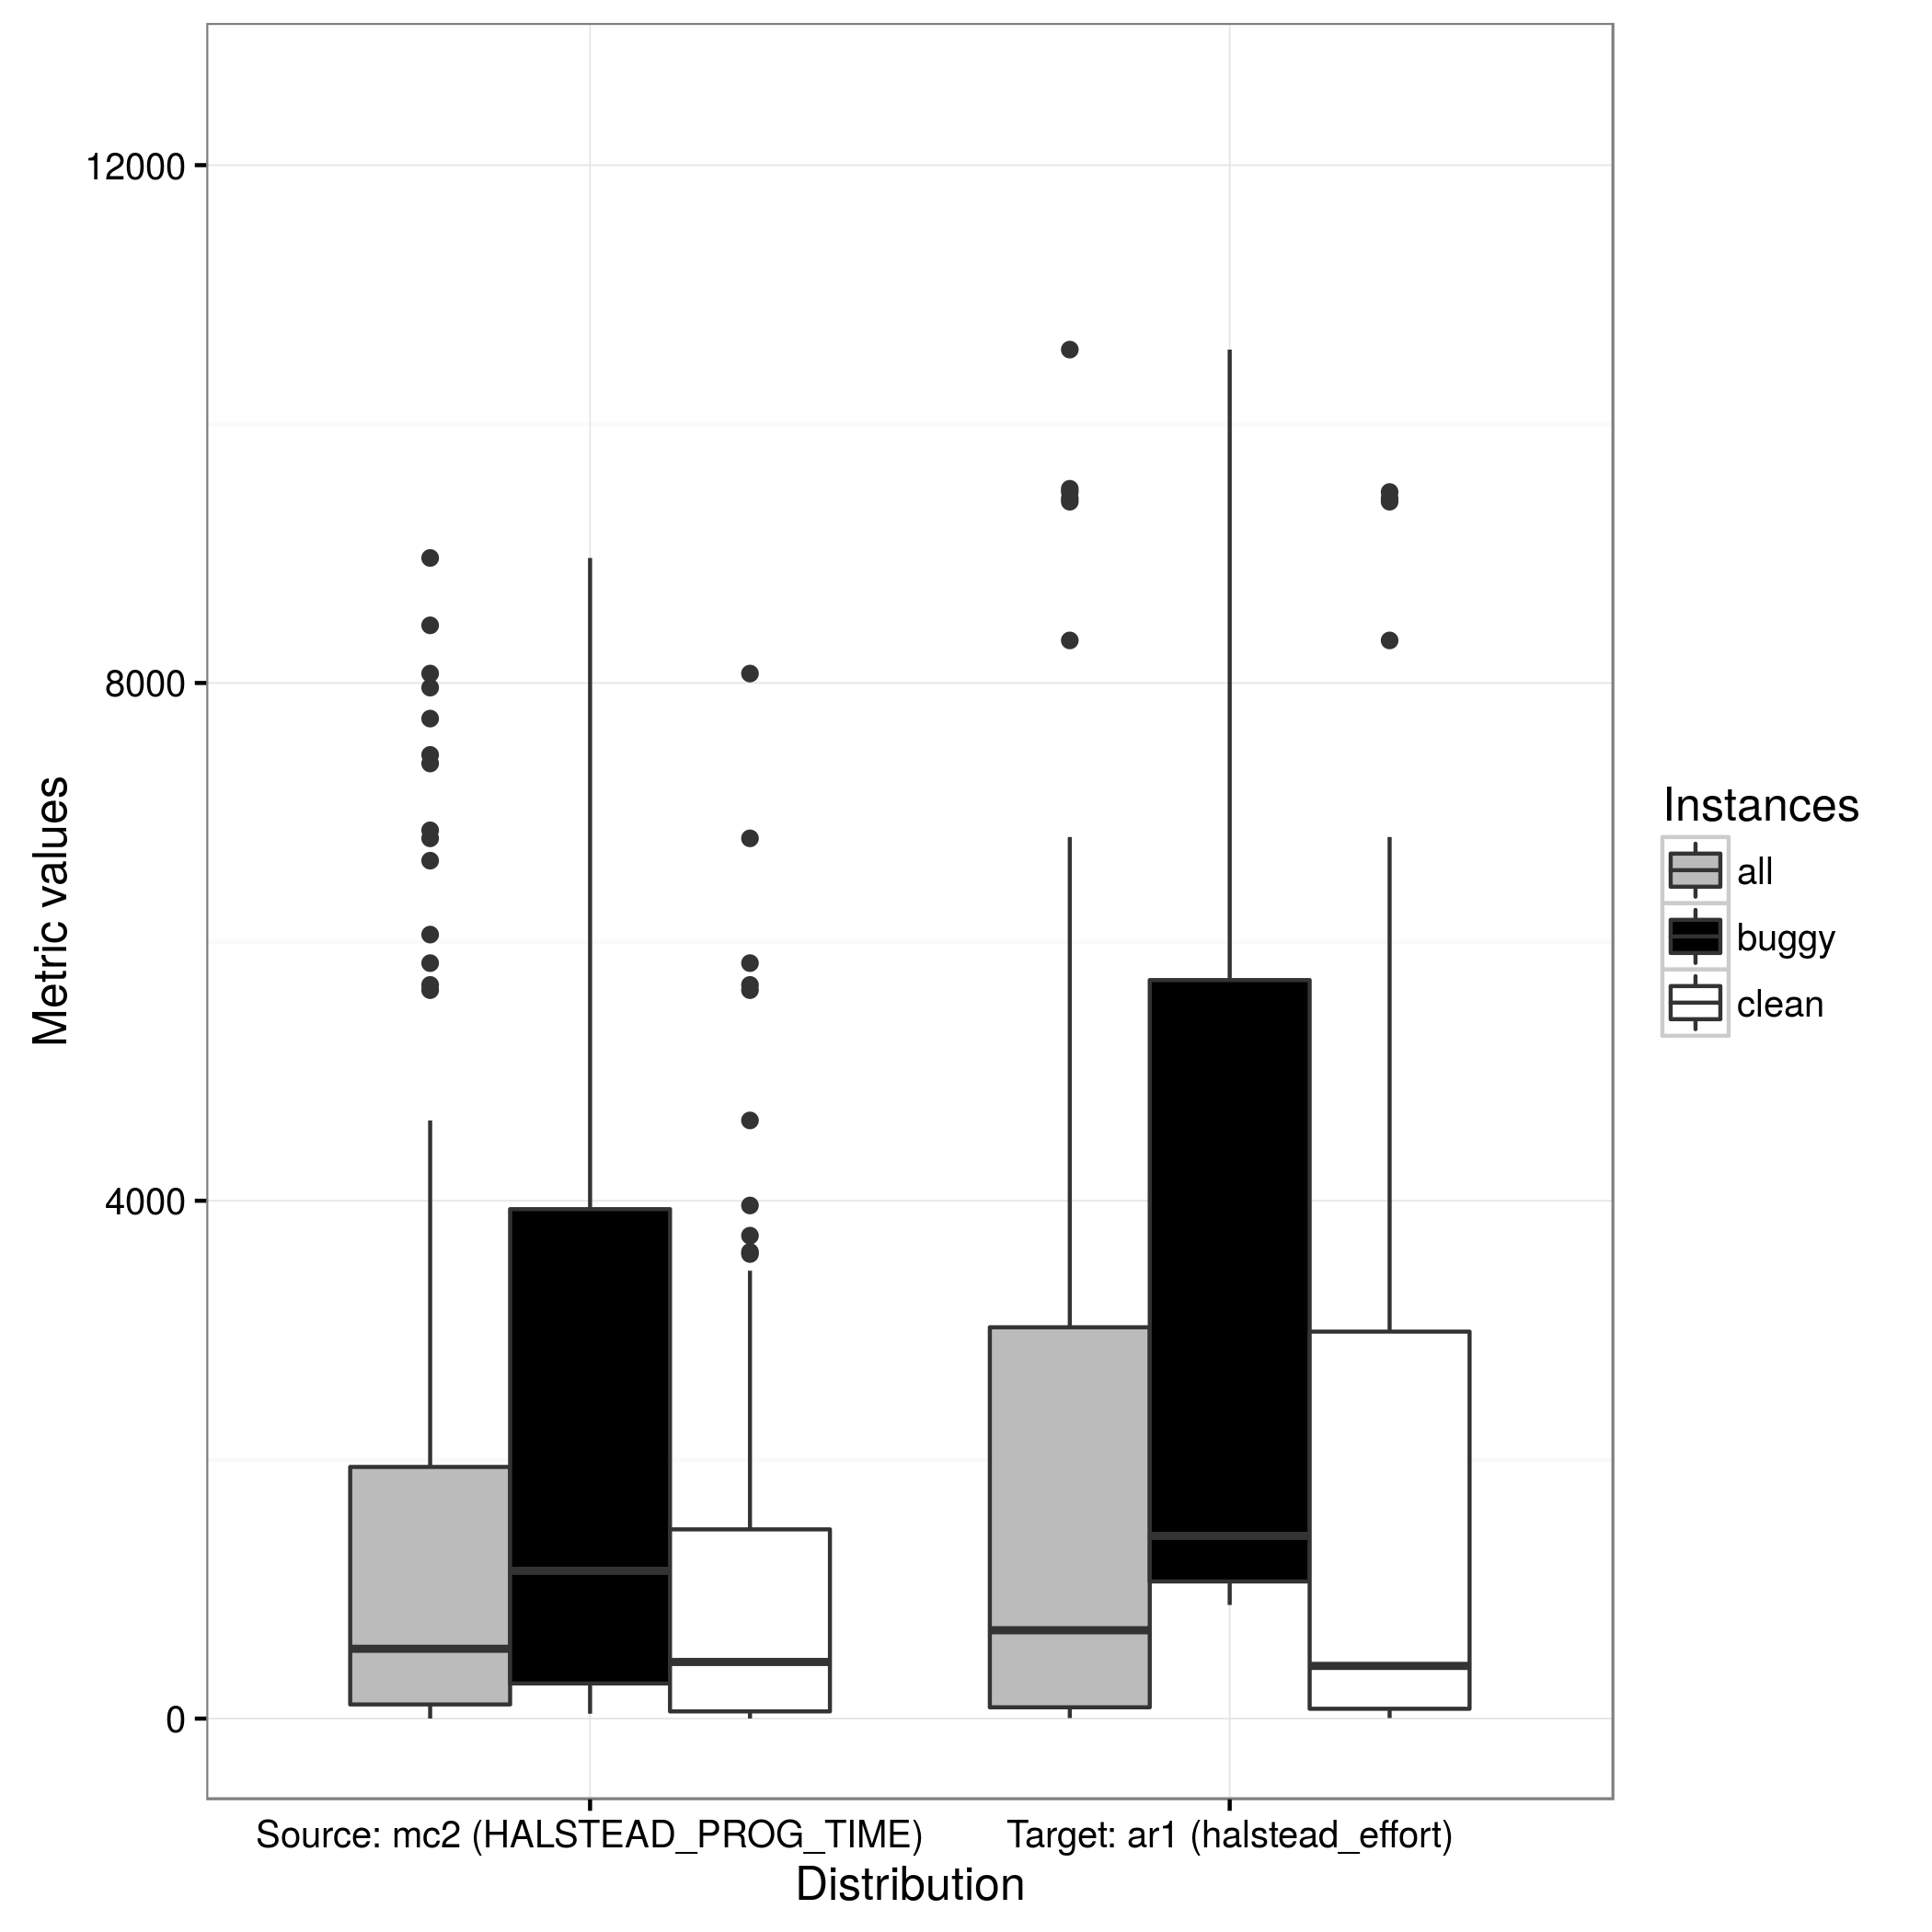 12000
8000
4000
0
Metric values
Source: mc2 (HALSTEAD_PROG_TIME)
Target: ar1 (halstead_effort)
Distribution
Instances
all
buggy
clean